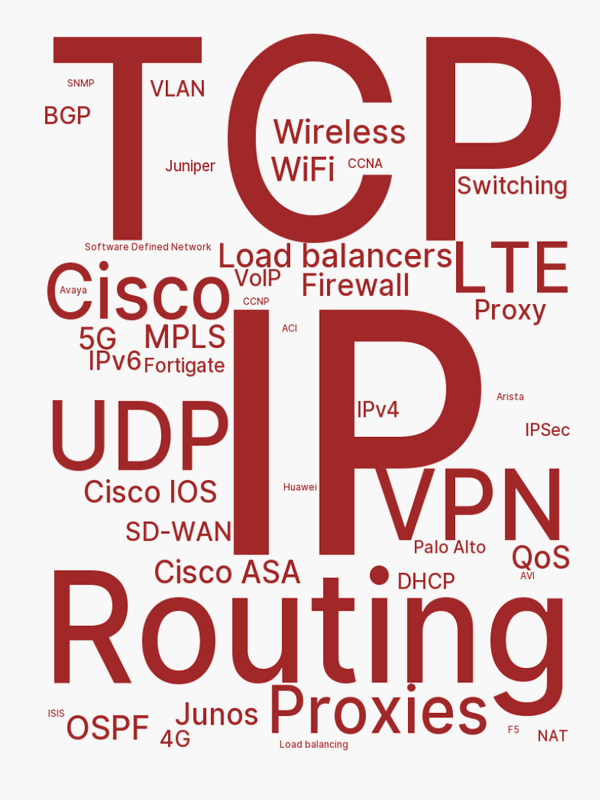 TCP
SNMP
VLAN
BGP
Wireless
Juniper
WiFi
CCNA
Switching
Software Defined Network
Load balancers
LTE
Cisco
Avaya
VoIP
Firewall
CCNP
Proxy
5G
MPLS
ACI
IP
IPv6
Fortigate
Arista
UDP
IPv4
IPSec
Cisco IOS
Huawei
VPN
SD-WAN
Palo Alto
QoS
Cisco ASA
DHCP
AVI
Routing
ISIS
OSPF
Junos
Proxies
4G
Load balancing
F5
NAT